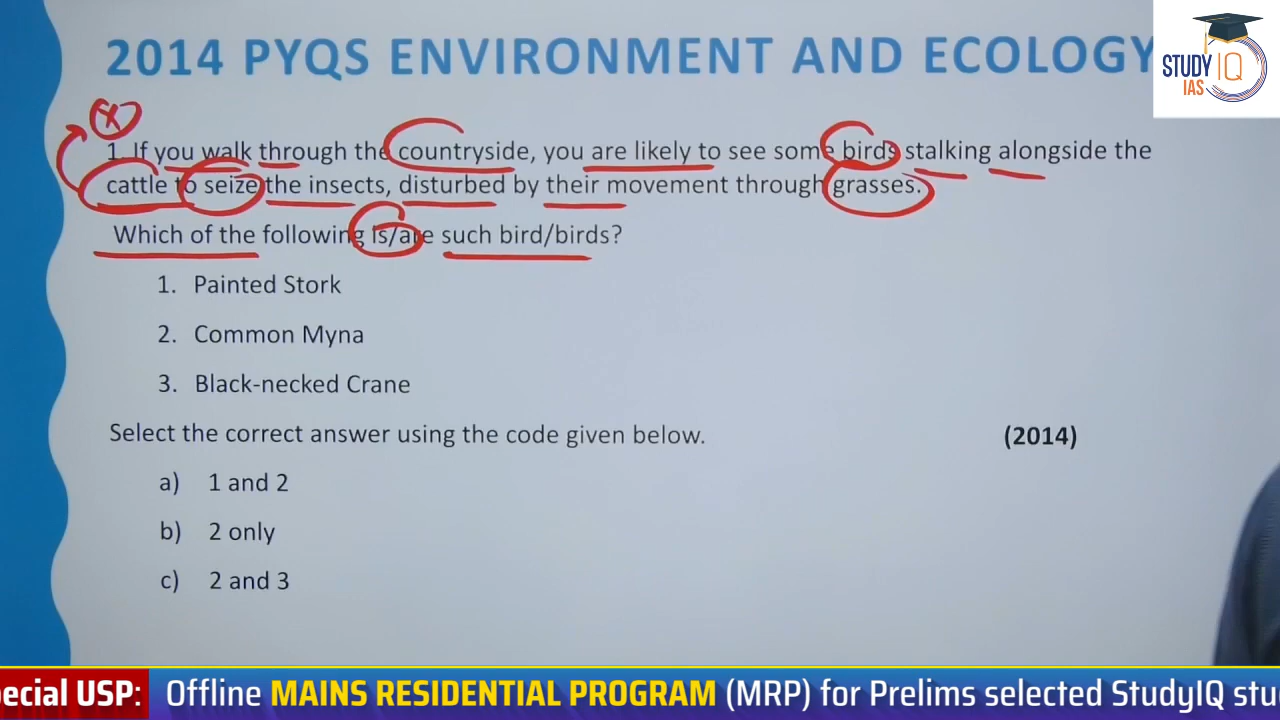 2014 PYQS ENVIRONMENT AND ECOLOGY
STUDY IQ
IAS
1. If you walk through the countryside, you are likely to see some birds stalking alongside the
cattle to seize the insects, disturbed by their movement through grasses.
Which of the following is/are such bird/birds?
1. Painted Stork
2. Common Myna
3. Black-necked Crane
Select the correct answer using the code given below. (2014)
a) 1 and 2
b) 2 only
c) 2 and 3
pecial USP: Offline MAINS RESIDENTIAL PROGRAM (MRP) for Prelims selected StudyIQ stu